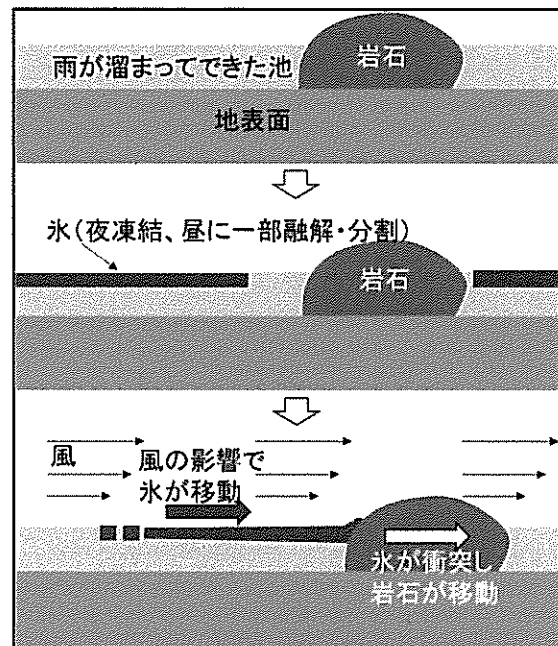 岩石
雨が溜まってできた池
地表面
氷(夜凍結、昼に一部融解・分割)
岩石
風
風の影響で
氷が移動
氷が衝突し
岩石が移動